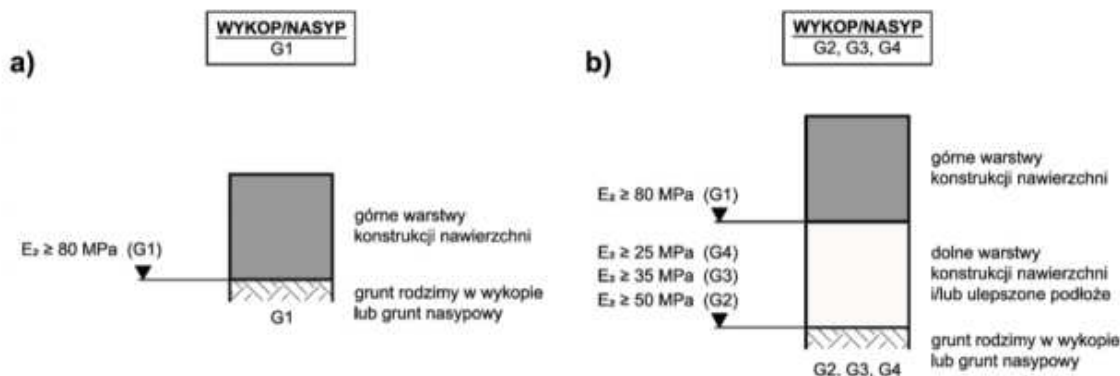 WYKOP/NASYP
G1
a)
E₂ ≥ 80 MPa (G1)
górne warstwy
konstrukcji nawierzchni
grunt rodzimy w wykopie
lub grunt nasypowy
G1
WYKOP/NASYP
G2, G3, G4
b)
górne warstwy
konstrukcji nawierzchni
E₂ ≥ 80 MPa (G1)
E₂ ≥ 25 MPa (G4)
E₂ ≥ 35 MPa (G3)
E₂ ≥ 50 MPa (G2)
dolne warstwy
konstrukcji nawierzchni
i/lub ulepszone podłoże
grunt rodzimy w wykopie
lub grunt nasypowy
G2, G3, G4